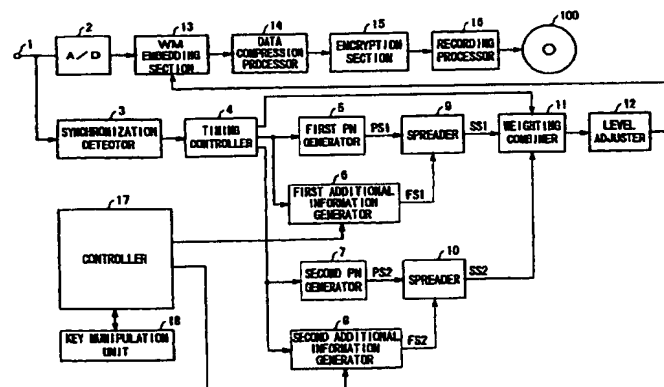 1
2
A/D
13
WM
EMBEDDING
SECTION
14
DATA
COMPRESSION
PROCESSOR
15
ENCRYPTION
SECTION
16
RECORDING
PROCESSOR
100
3
SYNCHRONIZATION
DETECTOR
4
TIMING
CONTROLLER
5
FIRST PN
GENERATOR
PS1
9
SPREADER
SS1
11
WEIGHTING
COMBINER
12
LEVEL
ADJUSTER
6
FIRST ADDITIONAL
INFORMATION
GENERATOR
FS1
17
CONTROLLER
7
SECOND PN
GENERATOR
PS2
10
SPREADER
SS2
18
KEY MUNIPULATION
UNIT
8
SECOND ADDITIONAL
INFORMATION
GENERATOR
FS2